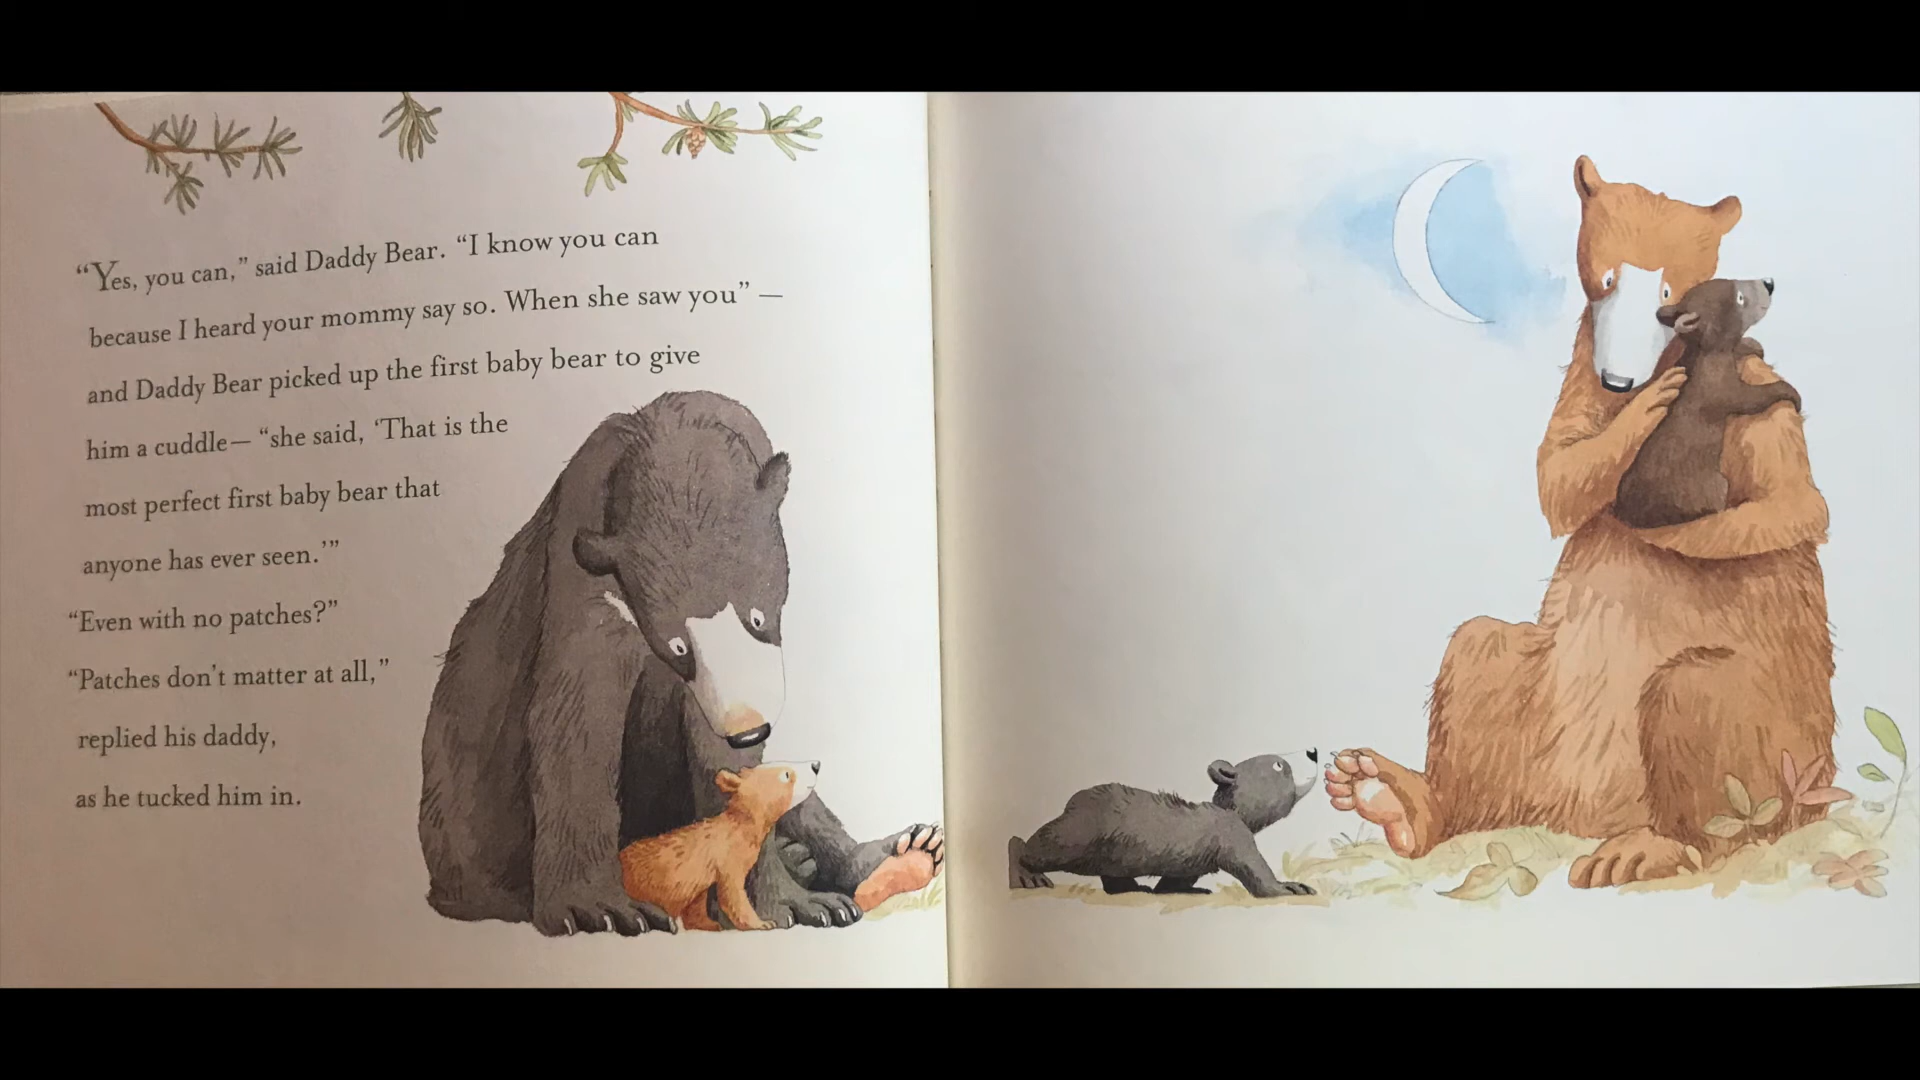 “Yes, you can,” said Daddy Bear. “I know you can
because I heard your mommy say so. When she saw you” —
and Daddy Bear picked up the first baby bear to give
him a cuddle— “she said, ‘That is the
most perfect first baby bear that
anyone has ever seen.’”
“Even with no patches?”
“Patches don’t matter at all,”
replied his daddy,
as he tucked him in.